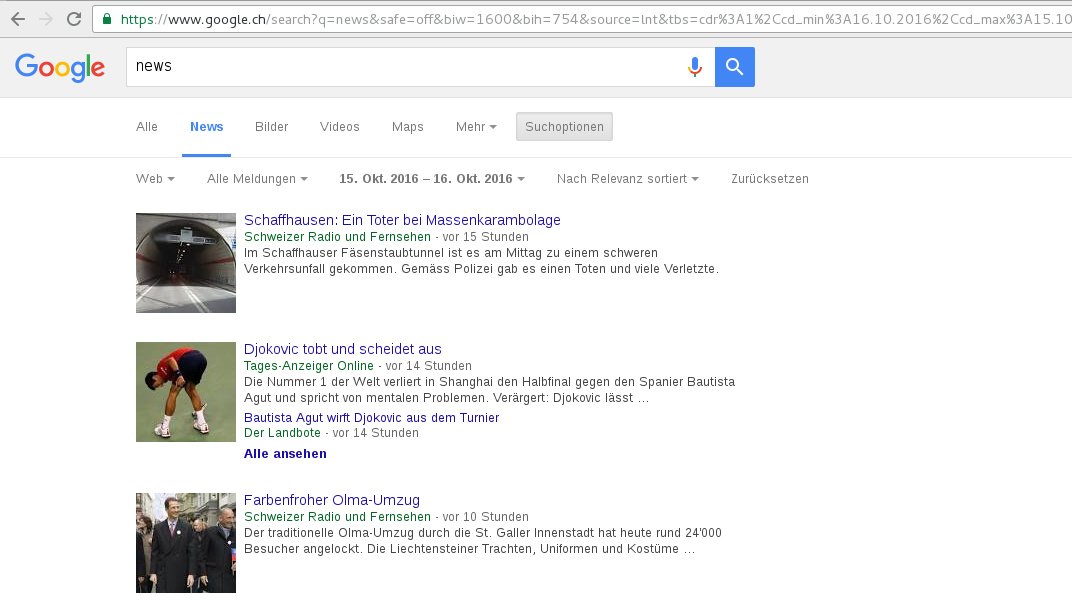 https://www.google.ch/search?q=news&safe=off&biw=1600&bih=754&source=lnt&tbs=cdr%3A1%2Ccd_min%3A16.10.2016%2Ccd_max%3A15.10
Google
news
Alle News Bilder Videos Maps Mehr Suchoptionen
Web Alle Meldungen 15. Okt. 2016 – 16. Okt. 2016 Nach Relevanz sortiert Zurücksetzen
Schaffhausen: Ein Toter bei Massenkarambolage
Schweizer Radio und Fernsehen - vor 15 Stunden
Im Schaffhauser Fäsenstaubtunnel ist es am Mittag zu einem schweren
Verkehrsunfall gekommen. Gemäss Polizei gab es einen Toten und viele Verletzte.
Djokovic tobt und scheidet aus
Tages-Anzeiger Online - vor 14 Stunden
Die Nummer 1 der Welt verliert in Shanghai den Halbfinal gegen den Spanier Bautista
Agut und spricht von mentalen Problemen. Verärgert: Djokovic lässt ...
Bautista Agut wirft Djokovic aus dem Turnier
Der Landbote - vor 14 Stunden
Alle ansehen
Farbenfroher Olma-Umzug
Schweizer Radio und Fernsehen - vor 10 Stunden
Der traditionelle Olma-Umzug durch die St. Galler Innenstadt hat heute rund 24'000
Besucher angelockt. Die Liechtensteiner Trachten, Uniformen und Kostüme ...